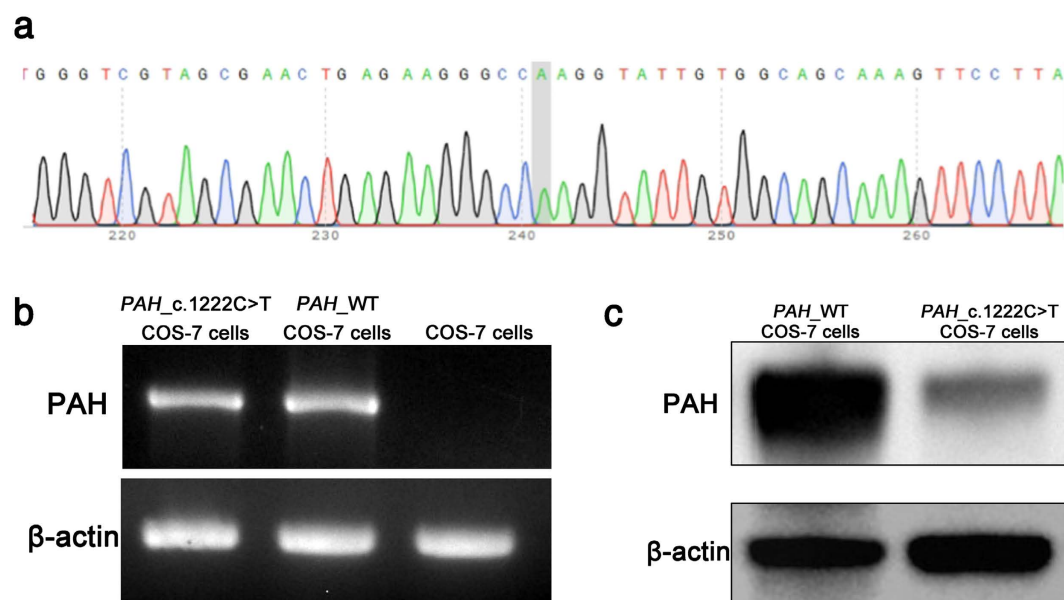 a
TGGGTCGTAGCGAACTGAGAAGGGCCAAGGTATTGTGGCAGCAAAGTTCCTTA
220 230 240 250 260
b
PAH_c.1222C>T PAH_WT
COS-7 cells COS-7 cells COS-7 cells
PAH
β-actin
c
PAH_WT PAH_c.1222C>T
COS-7 cells COS-7 cells
PAH
β-actin